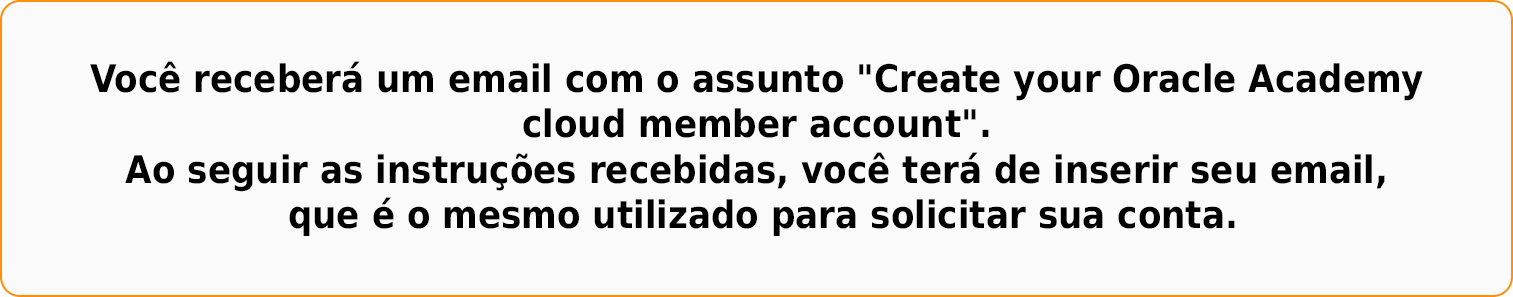 Você receberá um email com o assunto "Create your Oracle Academy
cloud member account".
Ao seguir as instruções recebidas, você terá de inserir seu email,
que é o mesmo utilizado para solicitar sua conta.